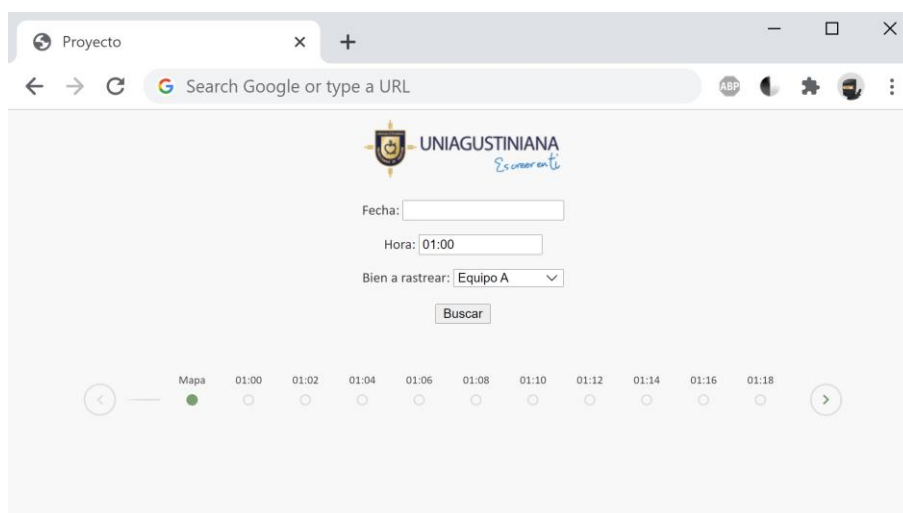 Proyecto
Search Google or type a URL
ABP
UNIAGUSTINIANA
Es creer en ti
Fecha:
Hora: 01:00
Bien a rastrear: Equipo A
Buscar
Mapa 01:00 01:02 01:04 01:06 01:08 01:10 01:12 01:14 01:16 01:18